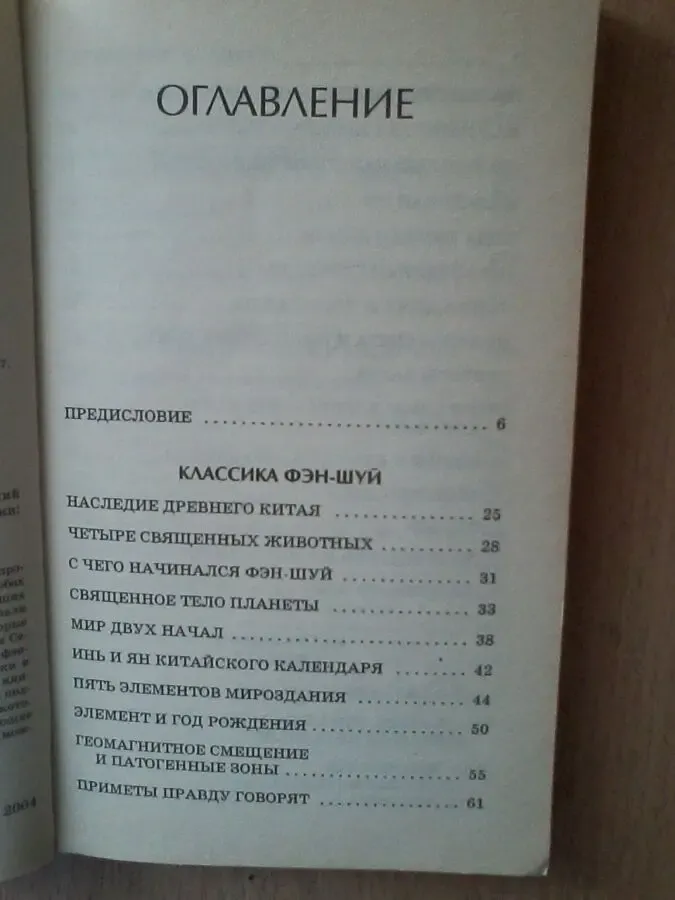 ОГЛАВЛЕНИЕ
ПРЕДИСЛОВИЕ ................................ 6
КЛАССИКА ФЭН-ШУЙ
НАСЛЕДИЕ ДРЕВНЕГО КИТАЯ ................ 25
ЧЕТЫРЕ СВЯЩЕННЫХ ЖИВОТНЫХ ............ 28
С ЧЕГО НАЧИНАЛСЯ ФЭН-ШУЙ ................ 31
СВЯЩЕННОЕ ТЕЛО ПЛАНЕТЫ ................ 33
МИР ДВУХ НАЧАЛ ............................ 38
ИНЬ И ЯН КИТАЙСКОГО КАЛЕНДАРЯ .......... 42
ПЯТЬ ЭЛЕМЕНТОВ МИРОЗДАНИЯ ............ 44
ЭЛЕМЕНТ И ГОД РОЖДЕНИЯ ................ 50
ГЕОМАГНИТНОЕ СМЕЩЕНИЕ
И ПАТОГЕННЫЕ ЗОНЫ .................... 55
ПРИМЕТЫ ПРАВДУ ГОВОРЯТ ................ 61
2004